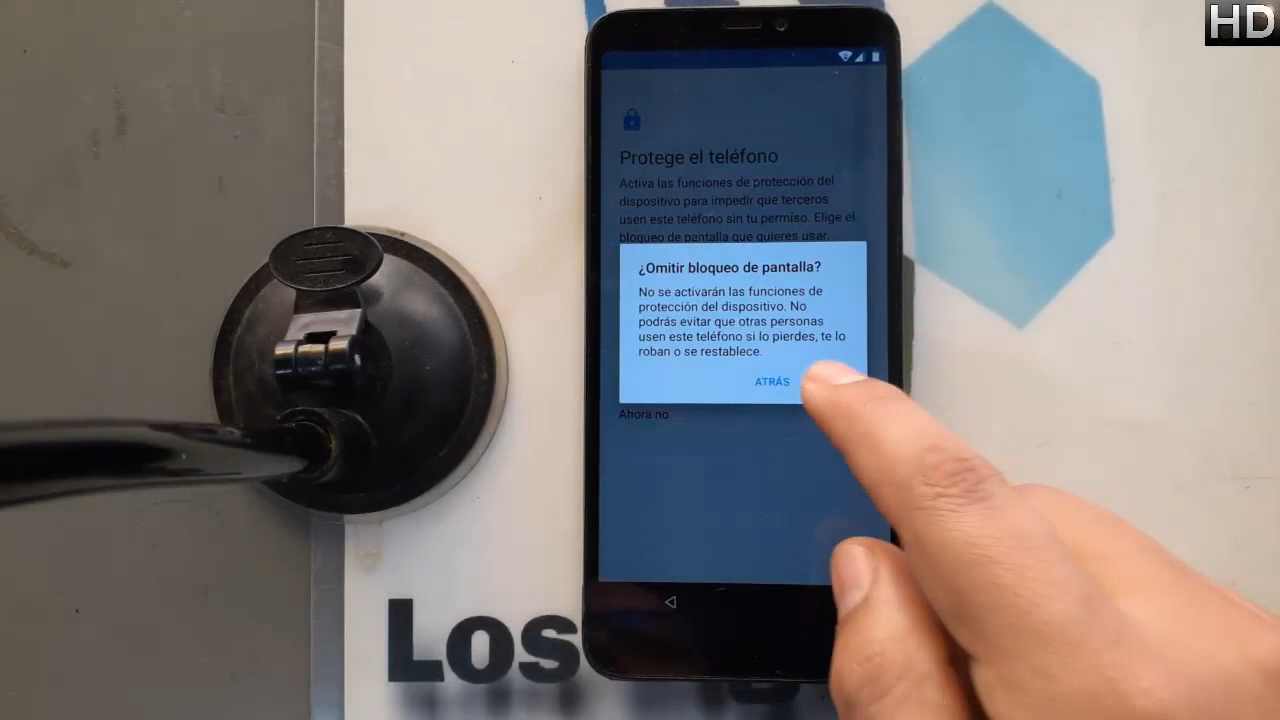 HD
Protege el teléfono
Activa las funciones de protección del
dispositivo para impedir que terceros
usen este teléfono sin tu permiso. Elige el
bloqueo de pantalla que quieres usar.
¿Omitir bloqueo de pantalla?
No se activarán las funciones de
protección del dispositivo. No
podrás evitar que otras personas
usen este teléfono si lo pierdes, te lo
roban o se restablece.
ATRÁS
Ahora no
Los